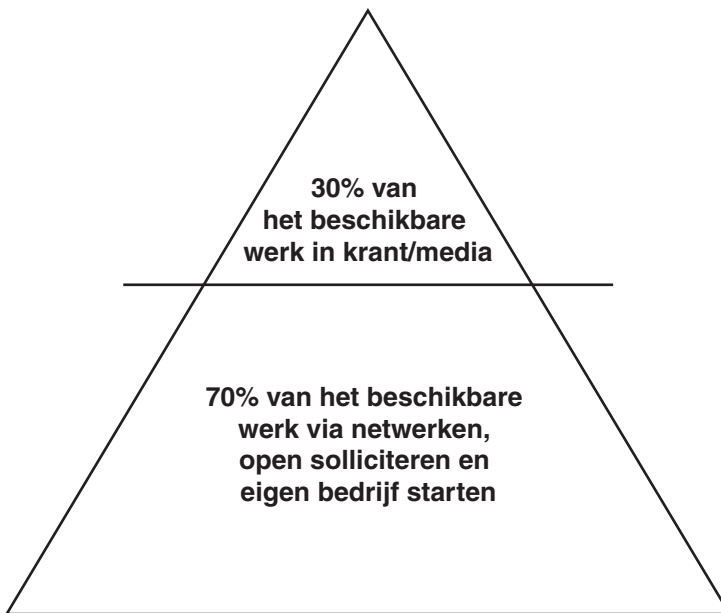 30% van
het beschikbare
werk in krant/media
70% van het beschikbare
werk via netwerken,
open solliciteren en
eigen bedrijf starten